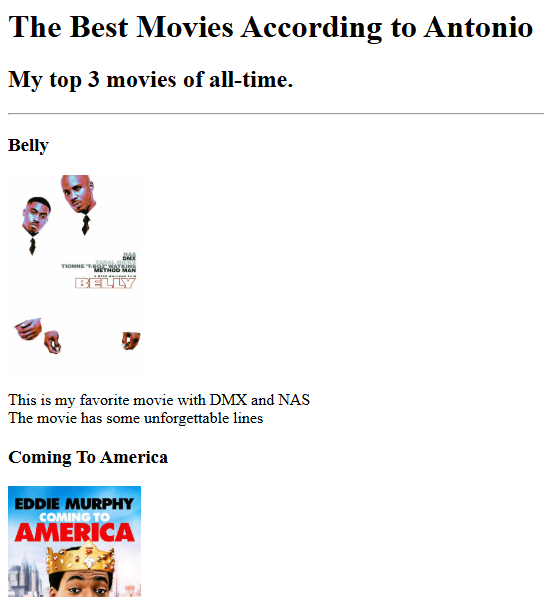 The Best Movies According to Antonio
My top 3 movies of all-time.
Belly
NAS
DMX
TIONNE "T-BOZ" WATKINS
METHOD MAN
BELLY
This is my favorite movie with DMX and NAS
The movie has some unforgettable lines
Coming To America
EDDIE MURPHY
COMING TO
AMERICA